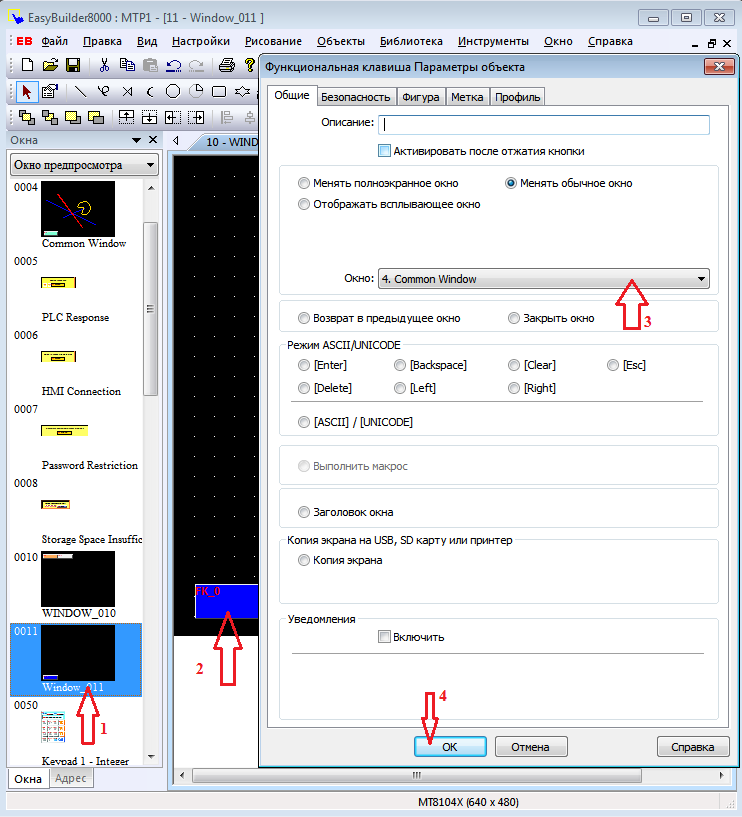 EasyBuilder8000 : MTP1 - [11 - Window_011 ]
EB Файл Правка Вид Настройки Рисование Объекты Библиотека Инструменты Окно Справка
Функциональная клавиша Параметры объекта
Окна
10 - WIND
Окно предпросмотра
0004
Common Window
0005
PLC Response
0006
HMI Connection
0007
Password Restriction
0008
Storage Space Insuffic
0010
WINDOW_010
0011
Window_011
1
0050
Keypad 1 - Integer
Окна Адрес
FK_0
2
Общие Безопасность Фигура Метка Профиль
Описание:
Активировать после отжатия кнопки
Менять полноэкранное окно Менять обычное окно
Отображать всплывающее окно
Окно: 4. Common Window
3
Возврат в предыдущее окно Закрыть окно
Режим ASCII/UNICODE
[Enter] [Backspace] [Clear] [Esc]
[Delete] [Left] [Right]
[ASCII] / [UNICODE]
Выполнить макрос
Заголовок окна
Копия экрана на USB, SD карту или принтер
Копия экрана
Уведомления
Включить
4
OK Отмена Справка
MT8104X (640 x 480)